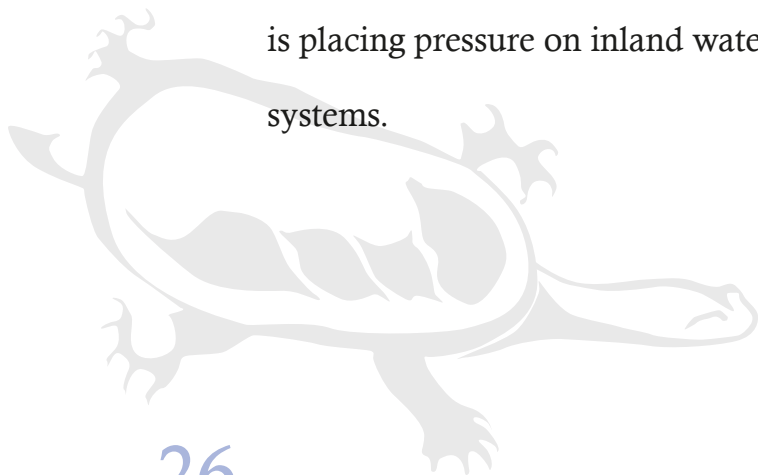 is placing pressure on inland wate
systems.
26